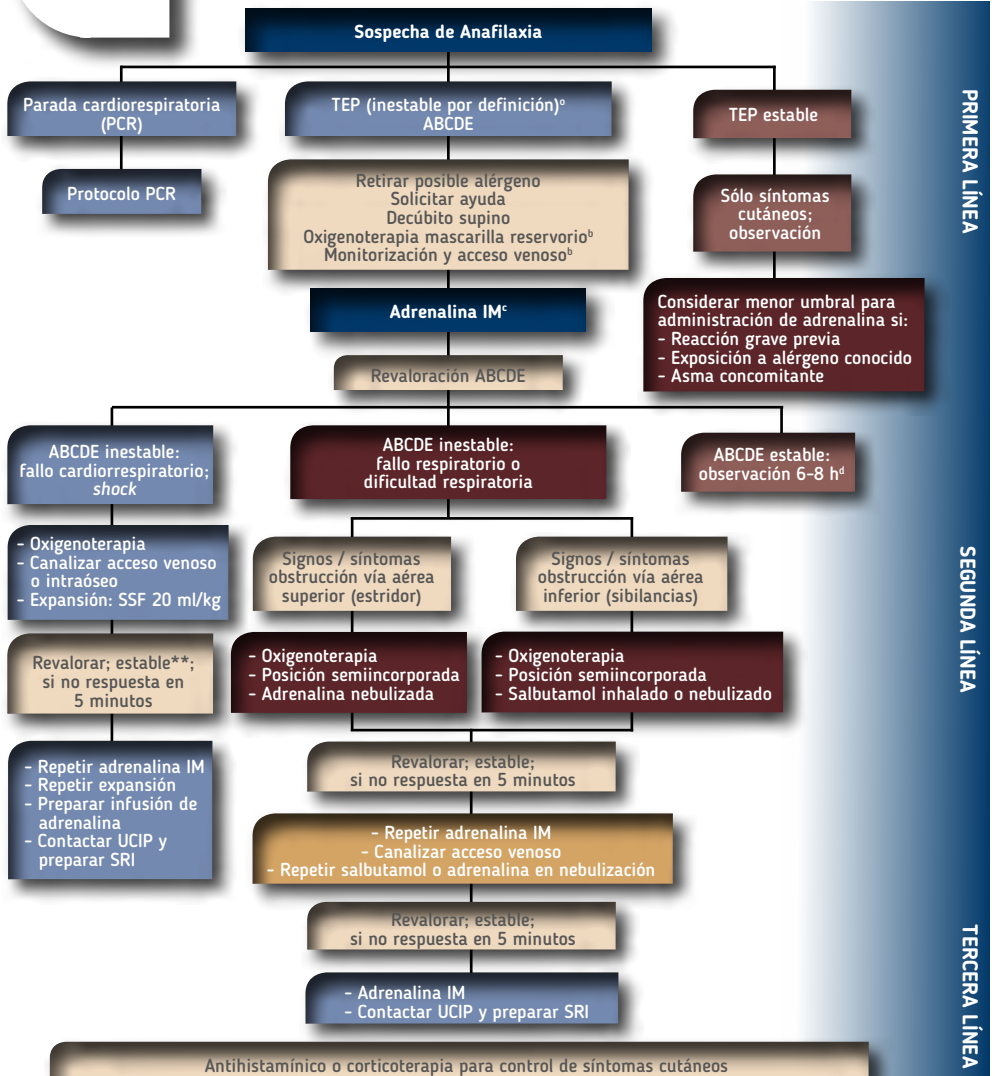 Sospecha de Anafilaxia
Parada cardiorespiratoria
(PCR)
TEP (inestable por definición)ᵒ
ABCDE
TEP estable
Protocolo PCR
Retirar posible alérgeno
Solicitar ayuda
Decúbito supino
Oxigenoterapia mascarilla reservorioᵇ
Monitorización y acceso venosoᵇ
Sólo síntomas
cutáneos;
observación
PRIMERA LÍNEA
Adrenalina IMᶜ
Considerar menor umbral para
administración de adrenalina si:
- Reacción grave previa
- Exposición a alérgeno conocido
- Asma concomitante
Revaloración ABCDE
ABCDE inestable:
fallo cardiorrespiratorio;
shock
ABCDE inestable:
fallo respiratorio o
dificultad respiratoria
ABCDE estable:
observación 6-8 hᵈ
- Oxigenoterapia
- Canalizar acceso venoso
o intraóseo
- Expansión: SSF 20 ml/kg
Signos / síntomas
obstrucción vía aérea
superior (estridor)
Signos / síntomas
obstrucción vía aérea
inferior (sibilancias)
SEGUNDA LÍNEA
Revalorar; estable**;
si no respuesta en
5 minutos
- Oxigenoterapia
- Posición semiincorporada
- Adrenalina nebulizada
- Oxigenoterapia
- Posición semiincorporada
- Salbutamol inhalado o nebulizado
- Repetir adrenalina IM
- Repetir expansión
- Preparar infusión de
adrenalina
- Contactar UCIP y
preparar SRI
Revalorar; estable;
si no respuesta en 5 minutos
- Repetir adrenalina IM
- Canalizar acceso venoso
- Repetir salbutamol o adrenalina en nebulización
Revalorar; estable;
si no respuesta en 5 minutos
- Adrenalina IM
- Contactar UCIP y preparar SRI
TERCERA LÍNEA
Antihistamínico o corticoterapia para control de síntomas cutáneos